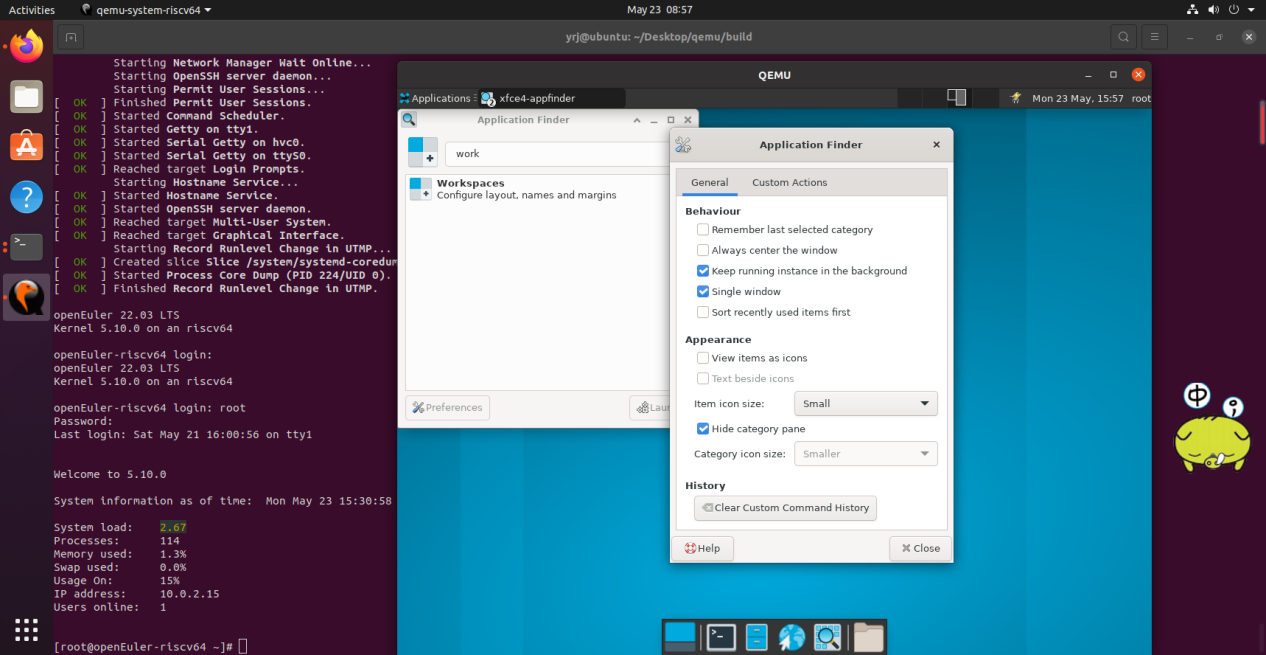 Activities
qemu-system-riscv64
May 23 08:57
yrj@ubuntu: ~/Desktop/qemu/build
Starting Network Manager Wait Online...
Starting OpenSSH server daemon...
Starting Permit User Sessions...
[ OK ] Finished Permit User Sessions.
[ OK ] Started Command Scheduler.
[ OK ] Started Getty on tty1.
[ OK ] Started Serial Getty on hvc0.
[ OK ] Started Serial Getty on ttyS0.
[ OK ] Reached target Login Prompts.
Starting Hostname Service...
[ OK ] Started Hostname Service.
[ OK ] Started OpenSSH server daemon.
[ OK ] Reached target Multi-User System.
[ OK ] Reached target Graphical Interface.
Starting Record Runlevel Change in UTMP...
[ OK ] Created slice Slice /system/systemd-coredum
[ OK ] Started Process Core Dump (PID 224/UID 0).
[ OK ] Finished Record Runlevel Change in UTMP.
openEuler 22.03 LTS
Kernel 5.10.0 on an riscv64
openEuler-riscv64 login:
openEuler 22.03 LTS
Kernel 5.10.0 on an riscv64
openEuler-riscv64 login: root
Password:
Last login: Sat May 21 16:00:56 on tty1
Welcome to 5.10.0
System information as of time: Mon May 23 15:30:58
System load: 2.67
Processes: 114
Memory used: 1.3%
Swap used: 0.0%
Usage On: 15%
IP address: 10.0.2.15
Users online: 1
[root@openEuler-riscv64 ~]#
QEMU
Applications
xfce4-appfinder
Mon 23 May, 15:57
root
Application Finder
work
Workspaces
Configure layout, names and margins
Preferences
Lau
Application Finder
General
Custom Actions
Behaviour
Remember last selected category
Always center the window
Keep running instance in the background
Single window
Sort recently used items first
Appearance
View items as icons
Text beside icons
Item icon size: Small
Hide category pane
Category icon size: Smaller
History
Clear Custom Command History
Help
Close
中